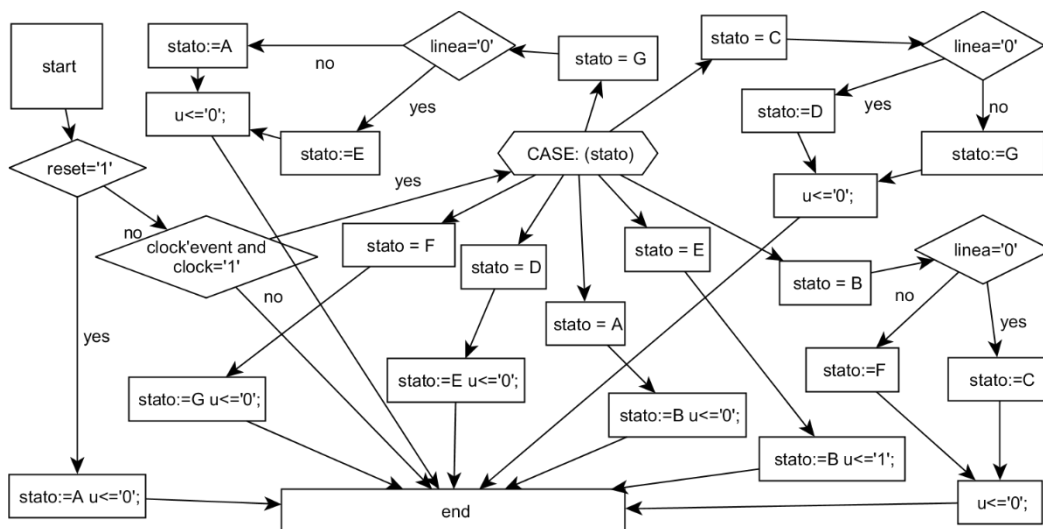 start
stato:=A
no
linea='0'
stato = G
stato = C
linea='0'
u<='0';
yes
stato:=E
CASE: (stato)
stato:=D
yes
no
stato:=G
reset='1'
yes
u<='0';
no
clock'event and
clock='1'
no
stato = F
stato = D
stato = E
stato = B
linea='0'
no
yes
stato = A
yes
stato:=G u<='0';
stato:=E u<='0';
stato:=B u<='0';
stato:=F
stato:=C
stato:=B u<='1';
stato:=A u<='0';
end
u<='0';